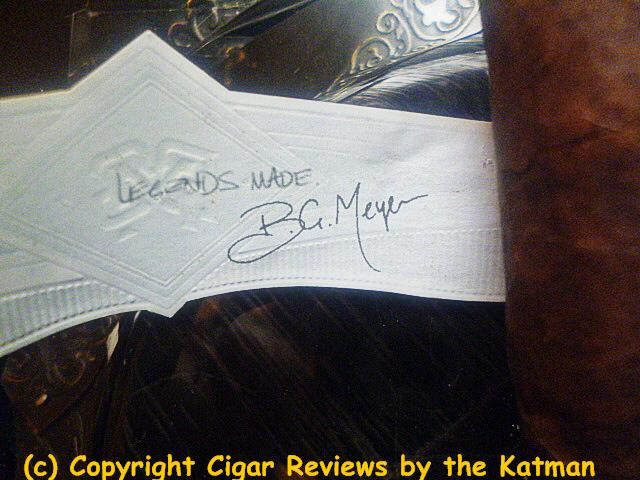 LEGENDS MADE.
B.G. Meyer
(c) Copyright Cigar Reviews by the Katman